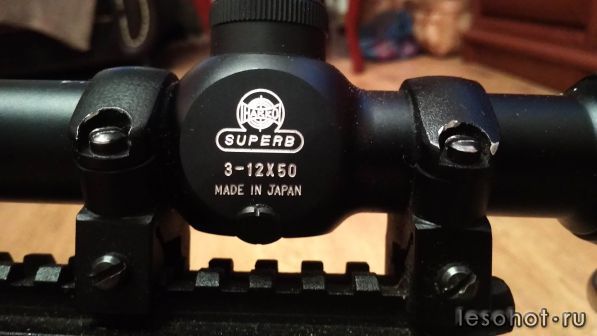 HAKKO
SUPERB
3-12X50
MADE IN JAPAN
lesohot.ru